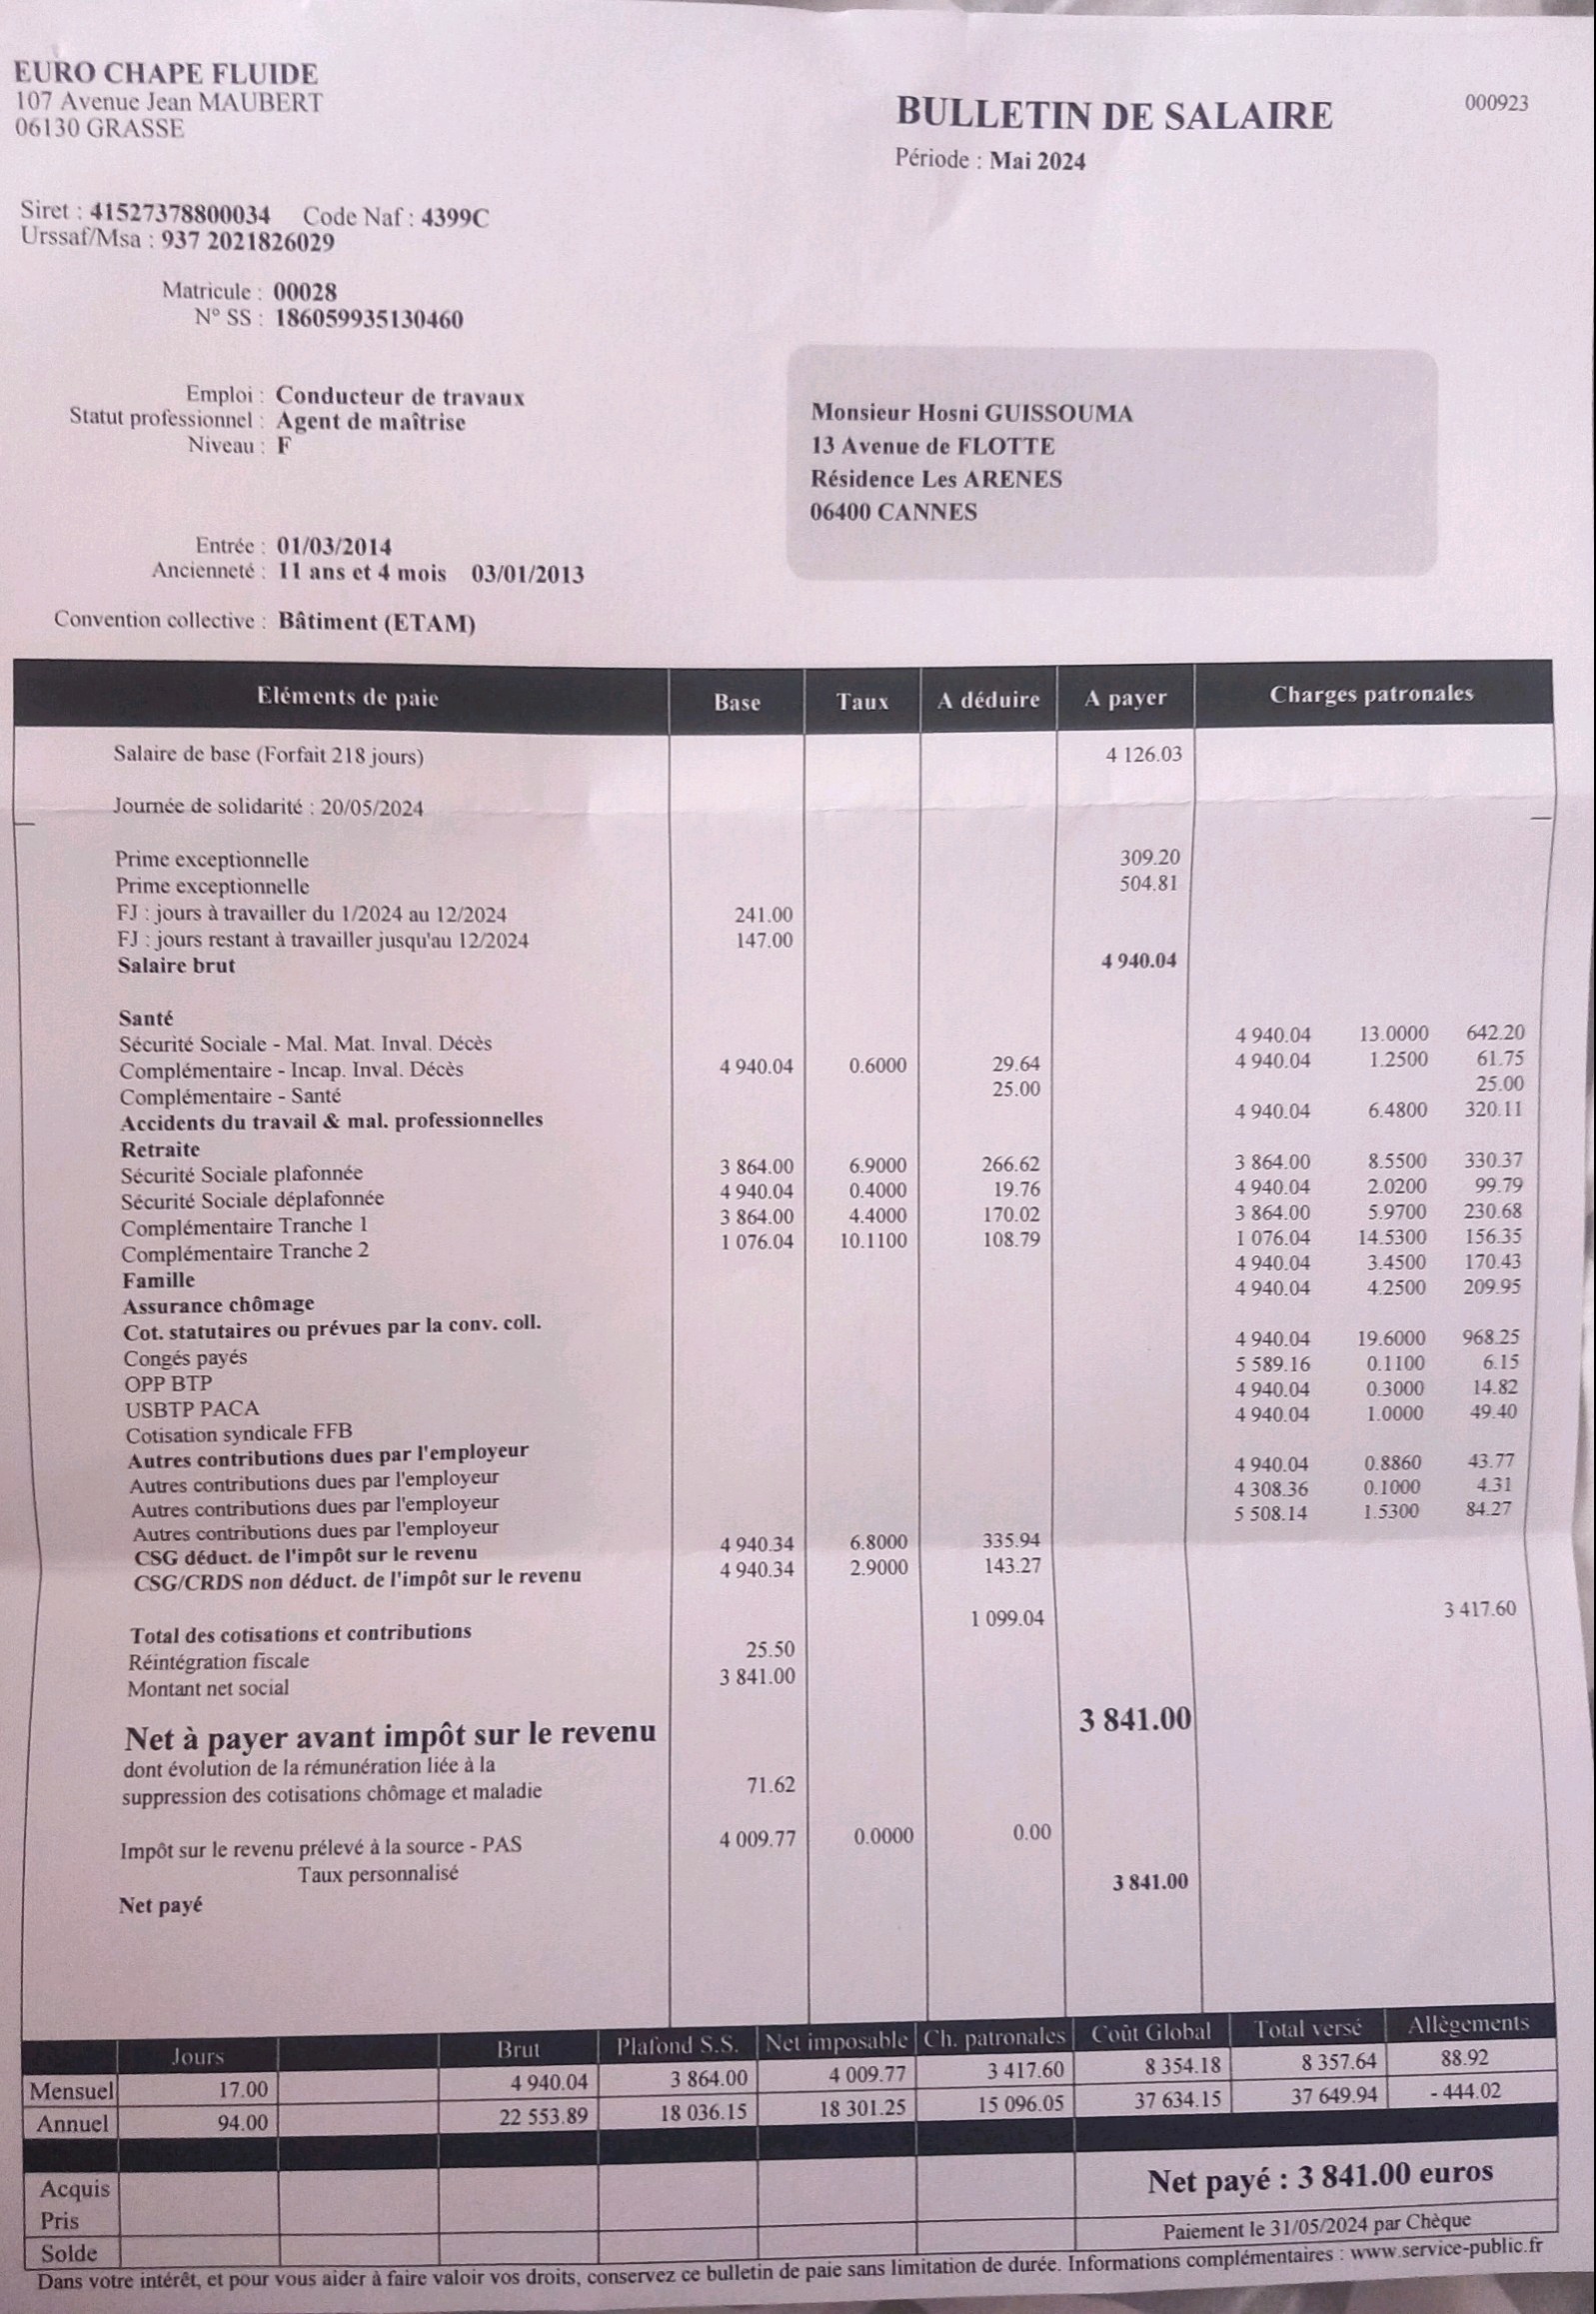 EURO CHAPE FLUIDE
107 Avenue Jean MAUBERT
06130 GRASSE
BULLETIN DE SALAIRE 000923
Période : Mai 2024
Siret : 41527378800034 Code Naf : 4399C
Urssaf/Msa : 937 2021826029
Matricule : 00028
N° SS : 186059935130460
Emploi : Conducteur de travaux
Statut professionnel : Agent de maîtrise
Niveau : F
Monsieur Hosni GUISSOUMA
13 Avenue de FLOTTE
Résidence Les ARENES
06400 CANNES
Entrée : 01/03/2014
Ancienneté : 11 ans et 4 mois 03/01/2013
Convention collective : Bâtiment (ETAM)
Eléments de paie Base Taux A déduire A payer Charges patronales
Salaire de base (Forfait 218 jours) 4 126.03
Journée de solidarité : 20/05/2024
Prime exceptionnelle 309.20
Prime exceptionnelle 504.81
FJ : jours à travailler du 1/2024 au 12/2024 241.00
FJ : jours restant à travailler jusqu'au 12/2024 147.00
Salaire brut 4 940.04
Santé
Sécurité Sociale - Mal. Mat. Inval. Décès 4 940.04 13.0000 642.20
Complémentaire - Incap. Inval. Décès 4 940.04 0.6000 29.64 4 940.04 1.2500 61.75
Complémentaire - Santé 25.00 25.00
Accidents du travail & mal. professionnelles 4 940.04 6.4800 320.11
Retraite
Sécurité Sociale plafonnée 3 864.00 6.9000 266.62 3 864.00 8.5500 330.37
Sécurité Sociale déplafonnée 4 940.04 0.4000 19.76 4 940.04 2.0200 99.79
Complémentaire Tranche 1 3 864.00 4.4000 170.02 3 864.00 5.9700 230.68
Complémentaire Tranche 2 1 076.04 10.1100 108.79 1 076.04 14.5300 156.35
Famille 4 940.04 3.4500 170.43
Assurance chômage 4 940.04 4.2500 209.95
Cot. statutaires ou prévues par la conv. coll.
Congés payés 4 940.04 19.6000 968.25
OPP BTP 5 589.16 0.1100 6.15
USBTP PACA 4 940.04 0.3000 14.82
Cotisation syndicale FFB 4 940.04 1.0000 49.40
Autres contributions dues par l'employeur
Autres contributions dues par l'employeur 4 940.04 0.8860 43.77
Autres contributions dues par l'employeur 4 308.36 0.1000 4.31
Autres contributions dues par l'employeur 5 508.14 1.5300 84.27
CSG déduct. de l'impôt sur le revenu 4 940.34 6.8000 335.94
CSG/CRDS non déduct. de l'impôt sur le revenu 4 940.34 2.9000 143.27
Total des cotisations et contributions 1 099.04 3 417.60
Réintégration fiscale 25.50
Montant net social 3 841.00
Net à payer avant impôt sur le revenu 3 841.00
dont évolution de la rémunération liée à la
suppression des cotisations chômage et maladie 71.62
Impôt sur le revenu prélevé à la source - PAS 4 009.77 0.0000 0.00
Taux personnalisé
Net payé 3 841.00
Jours Brut Plafond S.S. Net imposable Ch. patronales Coût Global Total versé Allègements
Mensuel 17.00 4 940.04 3 864.00 4 009.77 3 417.60 8 354.18 8 357.64 88.92
Annuel 94.00 22 553.89 18 036.15 18 301.25 15 096.05 37 634.15 37 649.94 - 444.02
Acquis
Pris
Solde
Net payé : 3 841.00 euros
Paiement le 31/05/2024 par Chèque
Dans votre intérêt, et pour vous aider à faire valoir vos droits, conservez ce bulletin de paie sans limitation de durée. Informations complémentaires : www.service-public.fr